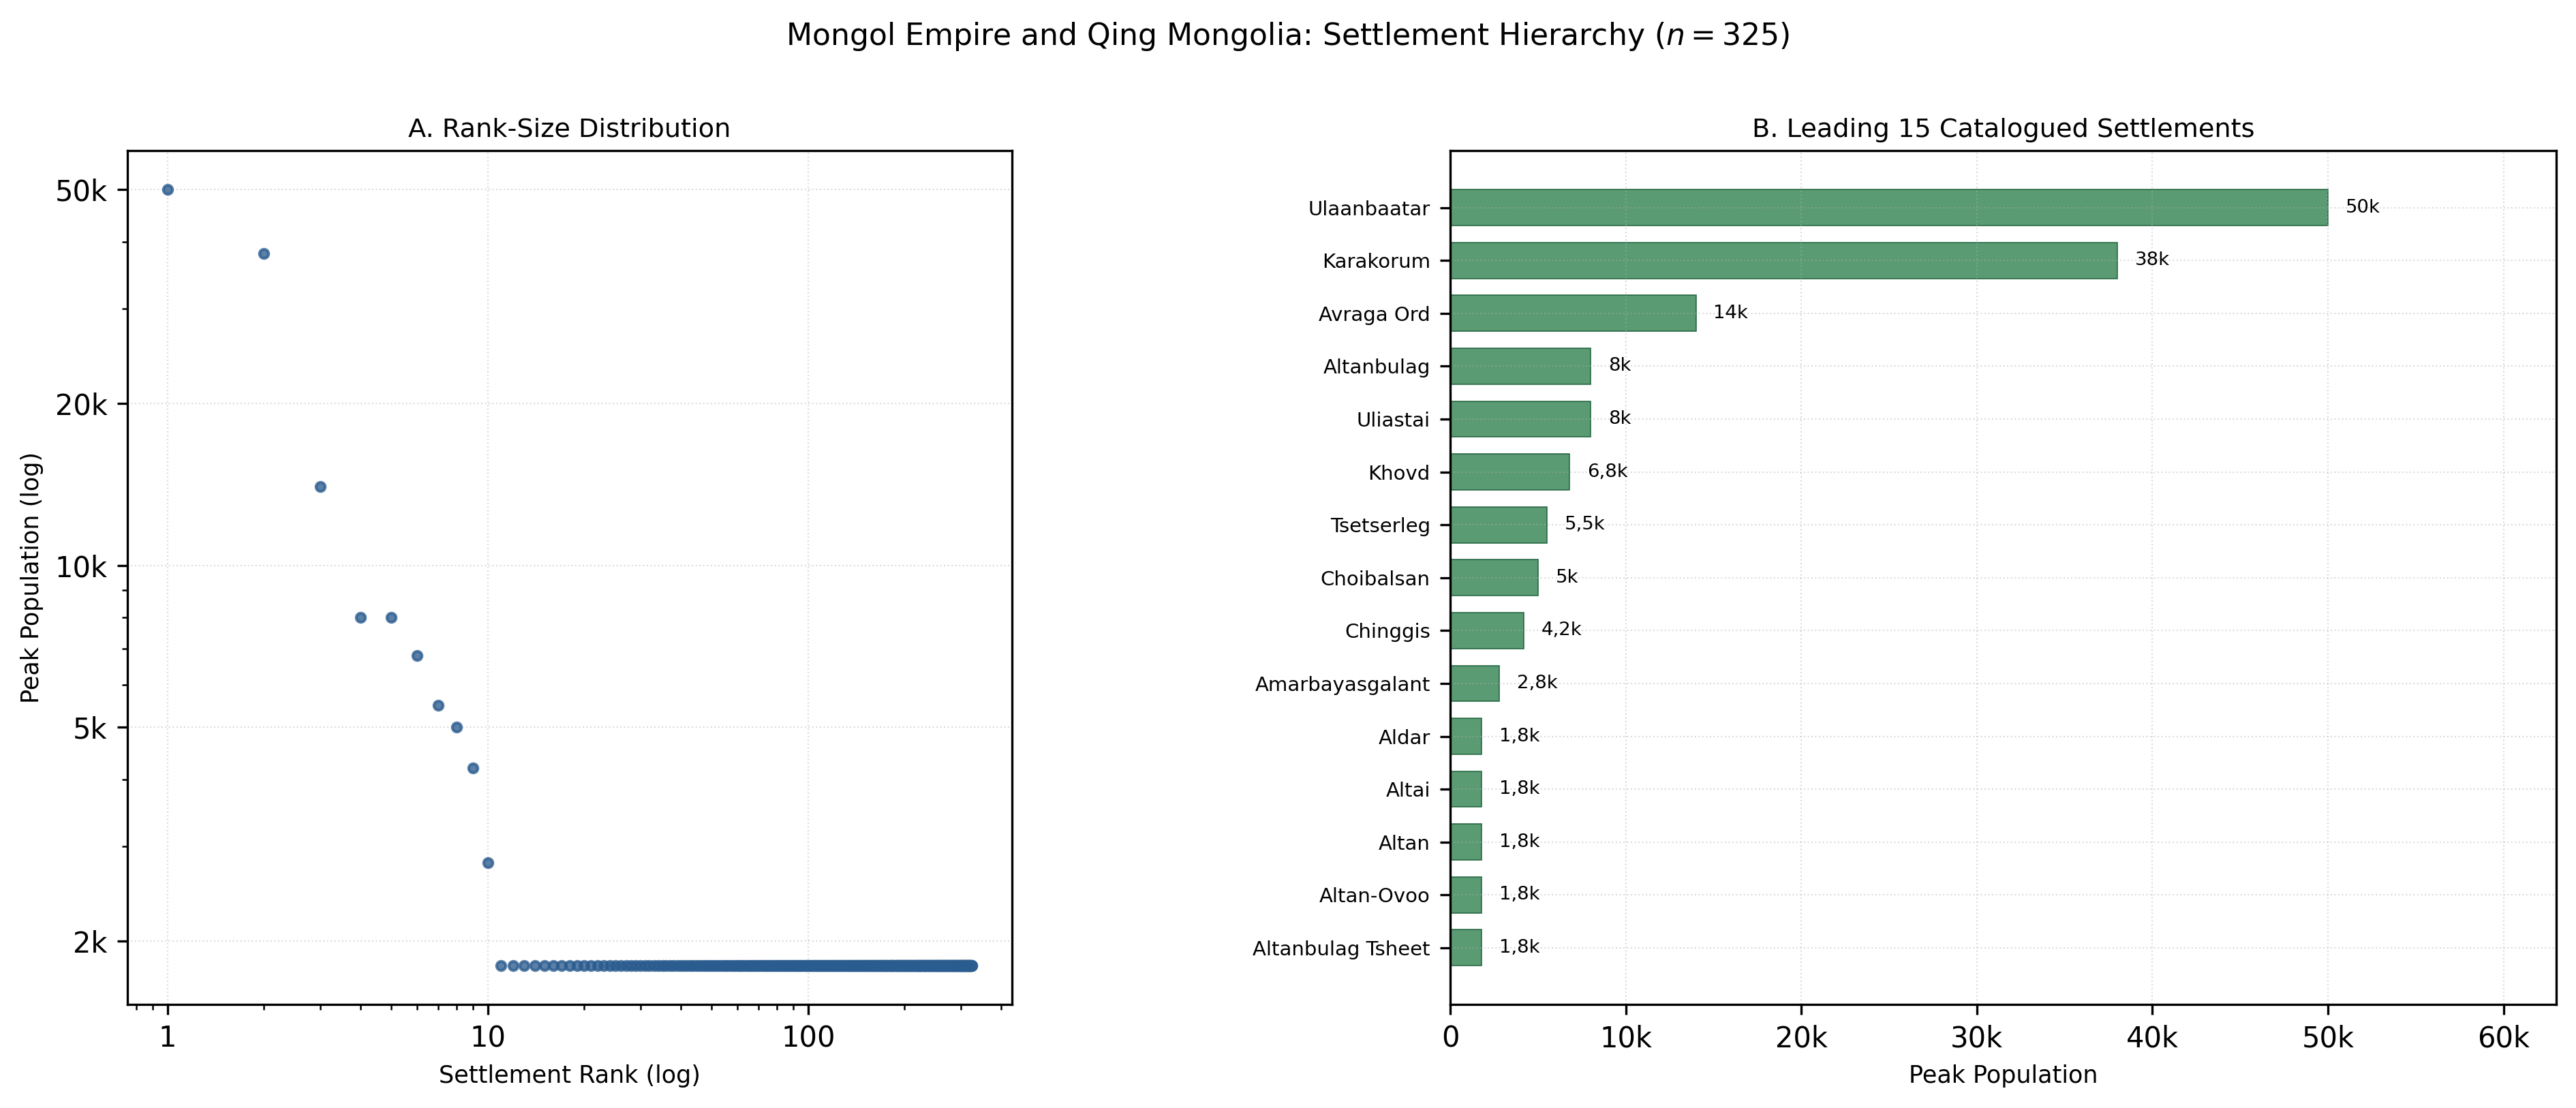 Mongol Empire and Qing Mongolia: Settlement Hierarchy (n = 325)
A. Rank-Size Distribution
50k
20k
10k
5k
2k
Peak Population (log)
1
10
100
Settlement Rank (log)
B. Leading 15 Catalogued Settlements
Ulaanbaatar 50k
Karakorum 38k
Avraga Ord 14k
Altanbulag 8k
Uliastai 8k
Khovd 6,8k
Tsetserleg 5,5k
Choibalsan 5k
Chinggis 4,2k
Amarbayasgalant 2,8k
Aldar 1,8k
Altai 1,8k
Altan 1,8k
Altan-Ovoo 1,8k
Altanbulag Tsheet 1,8k
0 10k 20k 30k 40k 50k 60k
Peak Population